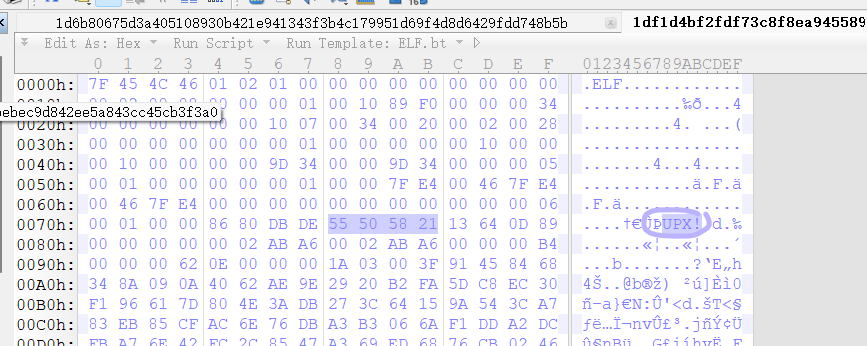 1d6b80675d3a405108930b421e941343f3b4c179951d69f4d8d6429fdd748b5b 1df1d4bf2fdf73c8f8ea945589
Edit As: Hex Run Script Run Template: ELF.bt
0 1 2 3 4 5 6 7 8 9 A B C D E F 0123456789ABCDEF
0000h: 7F 45 4C 46 01 02 01 00 00 00 00 00 00 00 00 00 .ELF............
00 01 00 10 89 F0 00 00 00 34 ..........‰ð...4
ebec9d842ee5a843cc45cb3f3a0
0020h: 00 00 00 00 00 00 10 07 00 34 00 20 00 02 00 28 .........4. ...(
0030h: 00 00 00 00 00 00 00 01 00 00 00 00 00 10 00 00 ................
0040h: 00 10 00 00 00 00 9D 34 00 00 9D 34 00 00 00 05 .......4...4....
0050h: 00 01 00 00 00 00 00 01 00 00 7F E4 00 46 7F E4 ...........ä.F.ä
0060h: 00 46 7F E4 00 00 00 00 00 00 00 00 00 00 00 06 .F.ä............
0070h: 00 01 00 00 86 80 DB DE 55 50 58 21 13 64 0D 89 ....†€ÛÞUPX!.d.‰
0080h: 00 00 00 00 00 02 AB A6 00 02 AB A6 00 00 00 B4 ......«¦..«¦...´
0090h: 00 00 00 62 0E 00 00 00 1A 03 00 3F 91 45 84 68 ...b.......?‘E„h
00A0h: 34 8A 09 0A 40 62 AE 9E 29 20 B2 FA 5D C8 EC 30 4Š..@b®ž) ²ú]Èì0
00B0h: F1 96 61 7D 80 4E 3A DB 27 3C 64 15 9A 54 3C A7 ñ–a}€N:Û'<d.šT<§
00C0h: 83 EB 85 CF AC 6E 76 DB A3 B3 06 6A F1 DD A2 DC ƒë…Ï¬nvÛ£³.jñÝ¢Ü